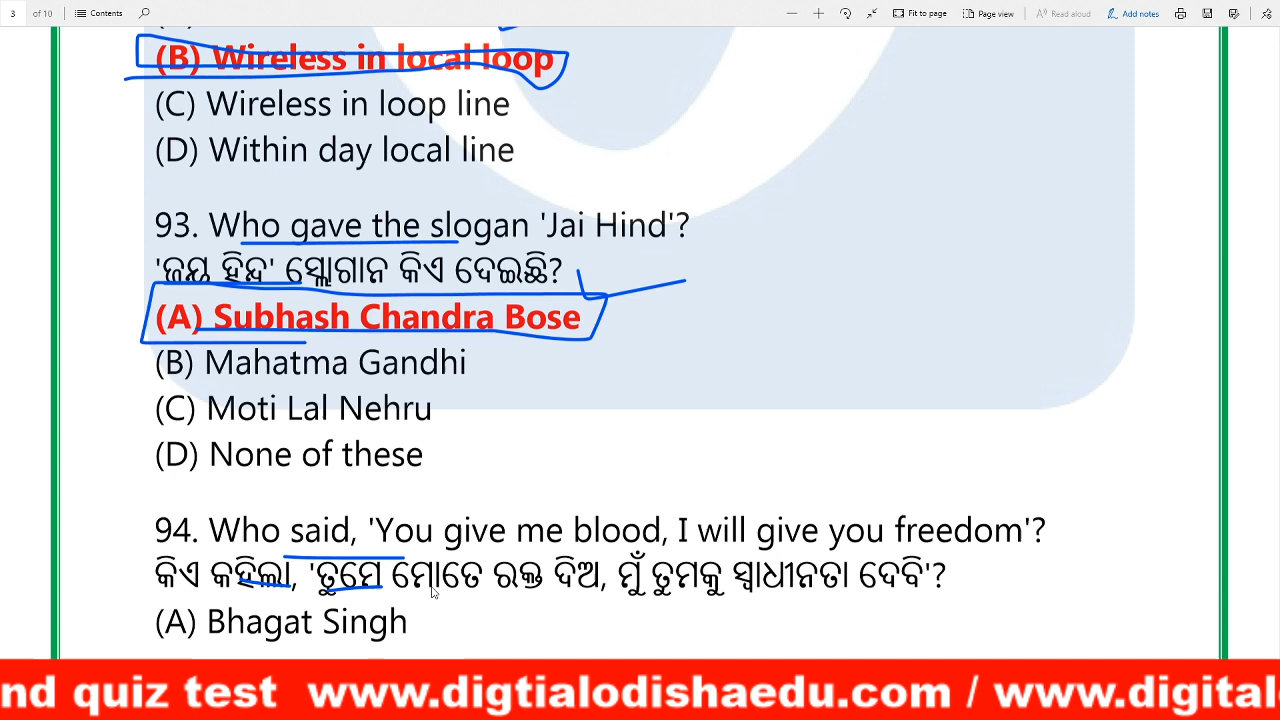 3 of 10 Contents Fit to page Page view Read aloud Add notes
(B) Wireless in local loop
(C) Wireless in loop line
(D) Within day local line
93. Who gave the slogan 'Jai Hind'?
'ଜୟ ହିନ୍ଦ' ସ୍ଲୋଗାନ କିଏ ଦେଇଛି?
(A) Subhash Chandra Bose
(B) Mahatma Gandhi
(C) Moti Lal Nehru
(D) None of these
94. Who said, 'You give me blood, I will give you freedom'?
କିଏ କହିଲା, 'ତୁମେ ମୋତେ ରକ୍ତ ଦିଅ, ମୁଁ ତୁମକୁ ସ୍ୱାଧୀନତା ଦେବି'?
(A) Bhagat Singh
nd quiz test www.digtialodishaedu.com / www.digital